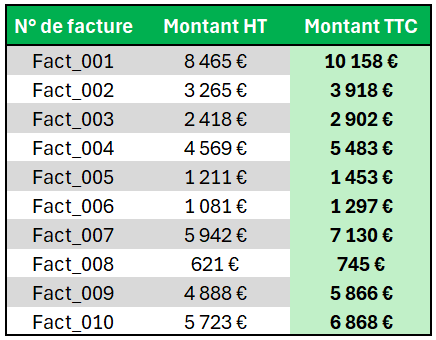 N° de facture Montant HT Montant TTC
Fact_001 8 465 € 10 158 €
Fact_002 3 265 € 3 918 €
Fact_003 2 418 € 2 902 €
Fact_004 4 569 € 5 483 €
Fact_005 1 211 € 1 453 €
Fact_006 1 081 € 1 297 €
Fact_007 5 942 € 7 130 €
Fact_008 621 € 745 €
Fact_009 4 888 € 5 866 €
Fact_010 5 723 € 6 868 €